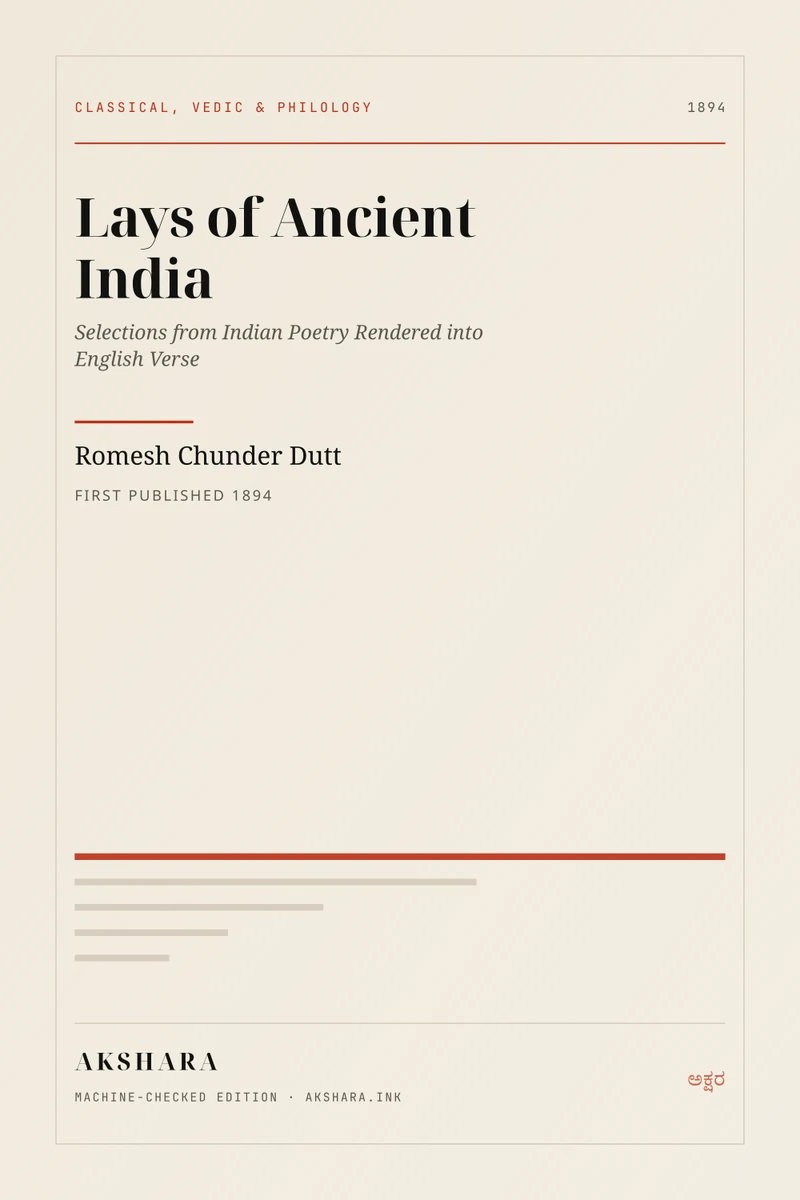 CLASSICAL, VEDIC & PHILOLOGY
1894
Lays of Ancient
India
Selections from Indian Poetry Rendered into
English Verse
Romesh Chunder Dutt
FIRST PUBLISHED 1894
AKSHARA
ಅಕ್ಷರ
MACHINE-CHECKED EDITION · AKSHARA.INK